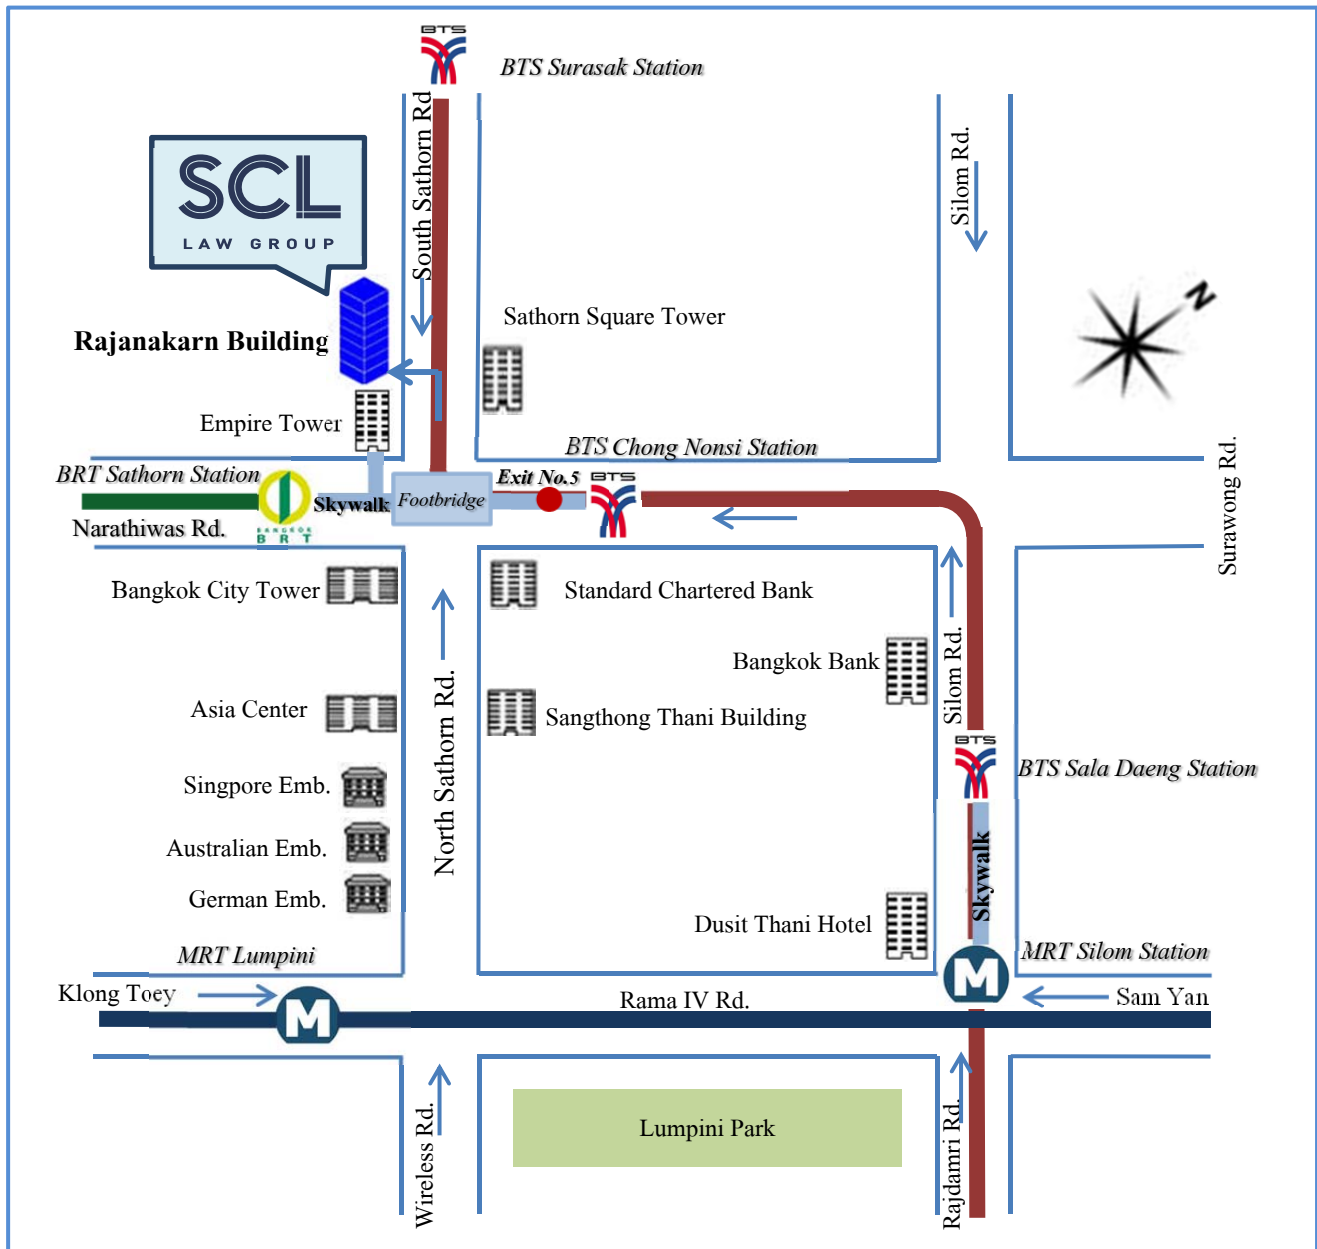 BTS
BTS Surasak Station
South Sathorn Rd
Silom Rd.
SCL
LAW GROUP
N
Sathorn Square Tower
Rajanakarn Building
Empire Tower
BTS Chong Nonsi Station
Surawong Rd.
BRT Sathorn Station
Exit No.5
BTS
Skywalk
Footbridge
Narathiwas Rd.
BANGKOK
BRT
Bangkok City Tower
Standard Chartered Bank
Silom Rd.
Bangkok Bank
North Sathorn Rd.
Asia Center
Sangthong Thani Building
BTS
BTS Sala Daeng Station
Singpore Emb.
Australian Emb.
Skywalk
German Emb.
Dusit Thani Hotel
MRT Lumpini
MRT Silom Station
M
Klong Toey
Rama IV Rd.
Sam Yan
M
Wireless Rd.
Lumpini Park
Rajdamri Rd.